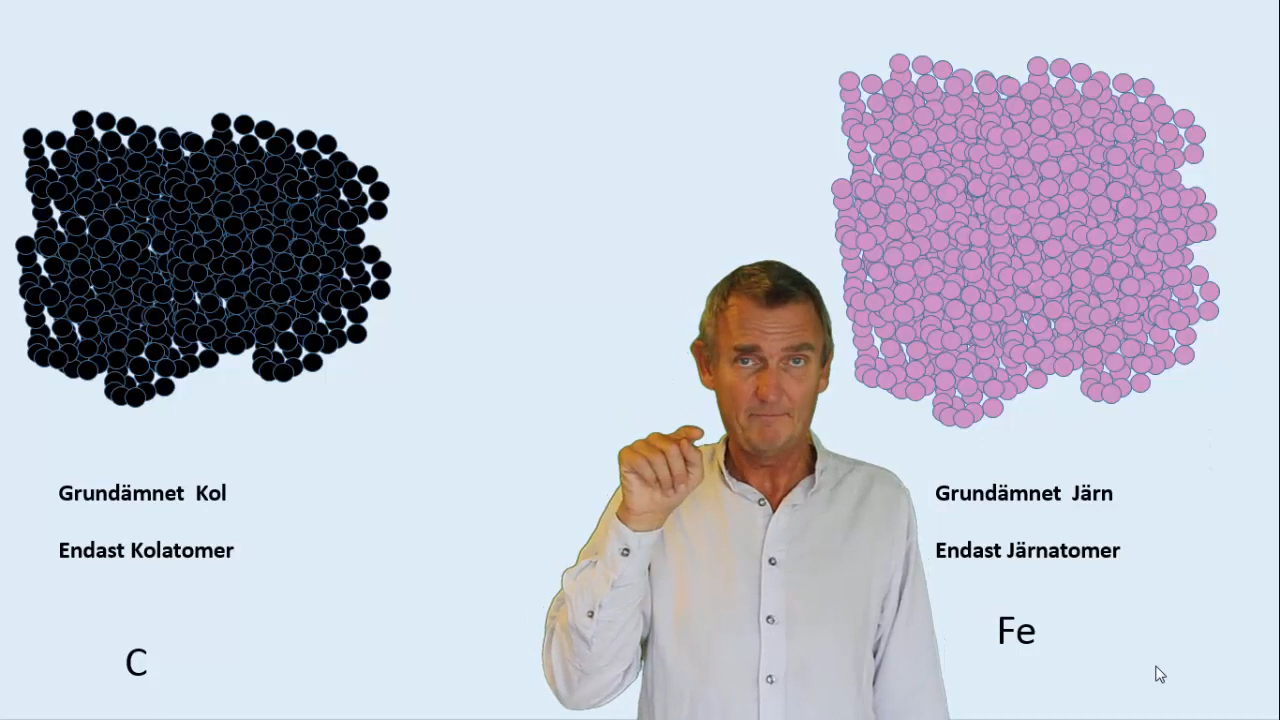 Grundämnet Kol
Endast Kolatomer
C
Grundämnet Järn
Endast Järnatomer
Fe